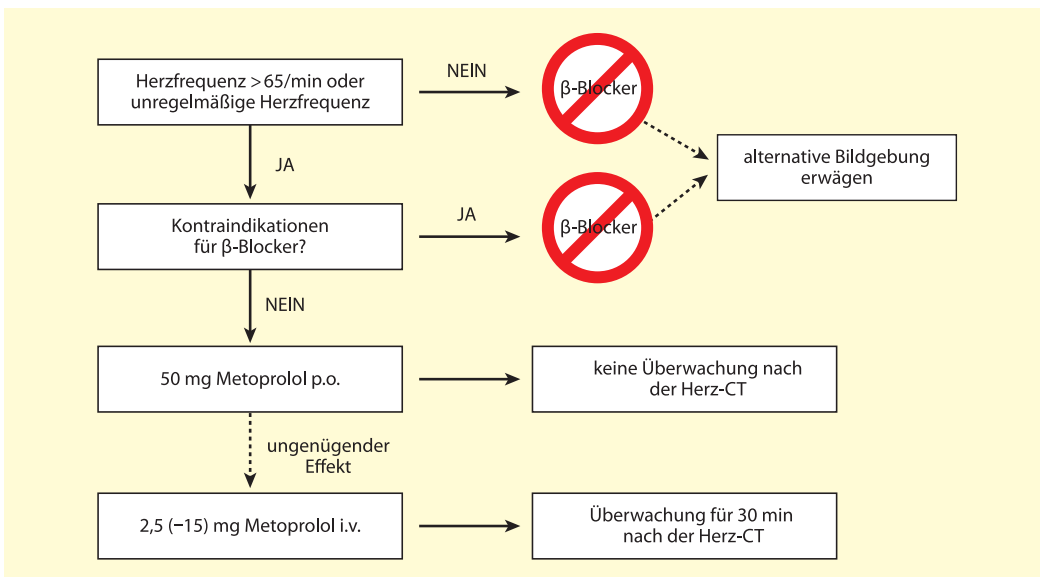 Herzfrequenz >65/min oder
unregelmäßige Herzfrequenz
NEIN
β-Blocker
alternative Bildgebung
erwägen
JA
Kontraindikationen
für β-Blocker?
JA
β-Blocker
NEIN
50 mg Metoprolol p.o.
keine Überwachung nach
der Herz-CT
ungenügender
Effekt
2,5 (–15) mg Metoprolol i.v.
Überwachung für 30 min
nach der Herz-CT